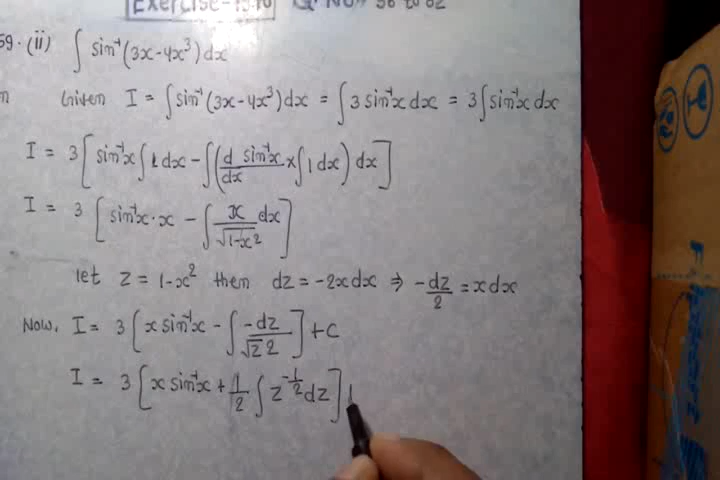 Exercise-
59. (ii) ∫ sin⁻¹(3x-4x³)dx
Given I = ∫sin⁻¹(3x-4x³)dx = ∫3 sin⁻¹x dx = 3∫sin⁻¹x dx
I = 3[sin⁻¹x∫1 dx - ∫(d/dx sin⁻¹x × ∫1 dx) dx]
I = 3 [sin⁻¹x·x - ∫ x/√(1-x²) dx]
let z = 1-x² then dz = -2x dx ⇒ -dz/2 = x dx
Now, I = 3[x sin⁻¹x - ∫ -dz/(√z 2)] + c
I = 3[x sin⁻¹x + 1/2 ∫ z^(-1/2) dz]